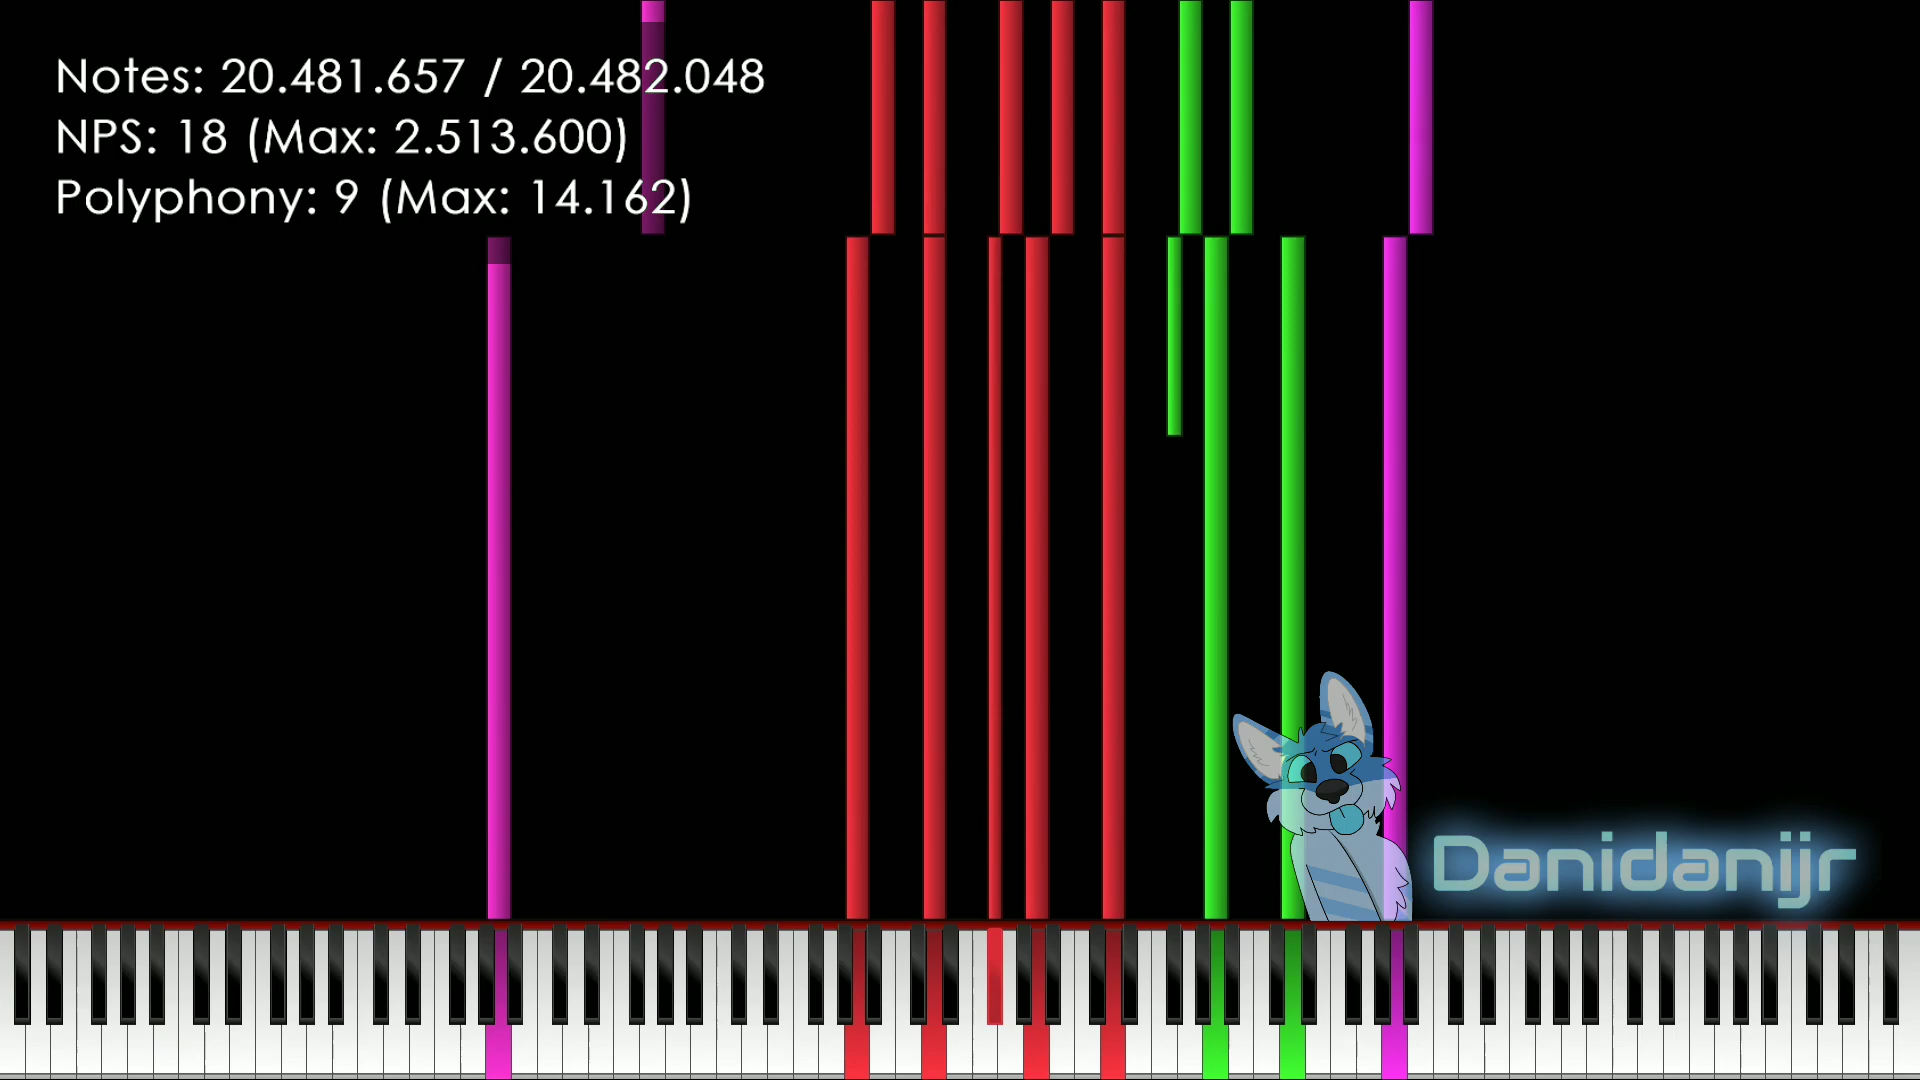 Notes: 20.481.657 / 20.482.048
NPS: 18 (Max: 2.513.600)
Polyphony: 9 (Max: 14.162)
Danidanijr